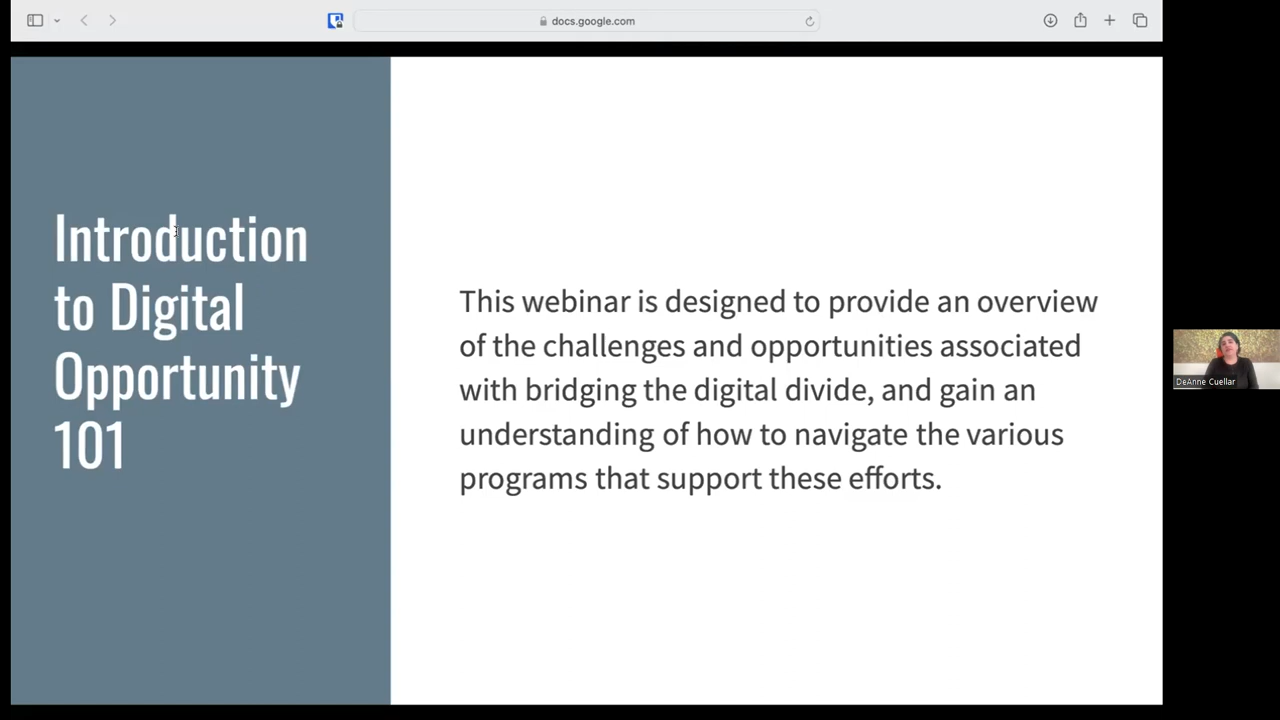 docs.google.com
Introduction
to Digital
Opportunity
101
This webinar is designed to provide an overview
of the challenges and opportunities associated
with bridging the digital divide, and gain an
understanding of how to navigate the various
programs that support these efforts.
DeAnne Cuellar